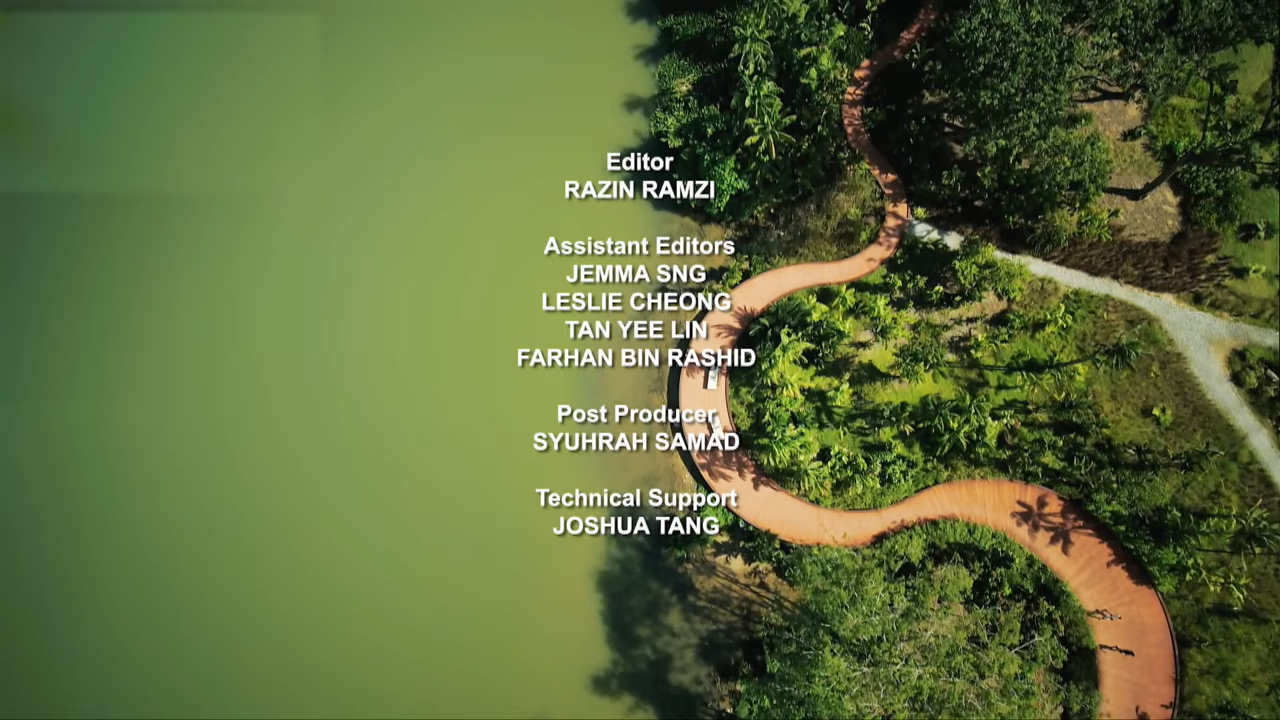 Editor
RAZIN RAMZI
Assistant Editors
JEMMA SNG
LESLIE CHEONG
TAN YEE LIN
FARHAN BIN RASHID
Post Producer
SYUHRAH SAMAD
Technical Support
JOSHUA TANG